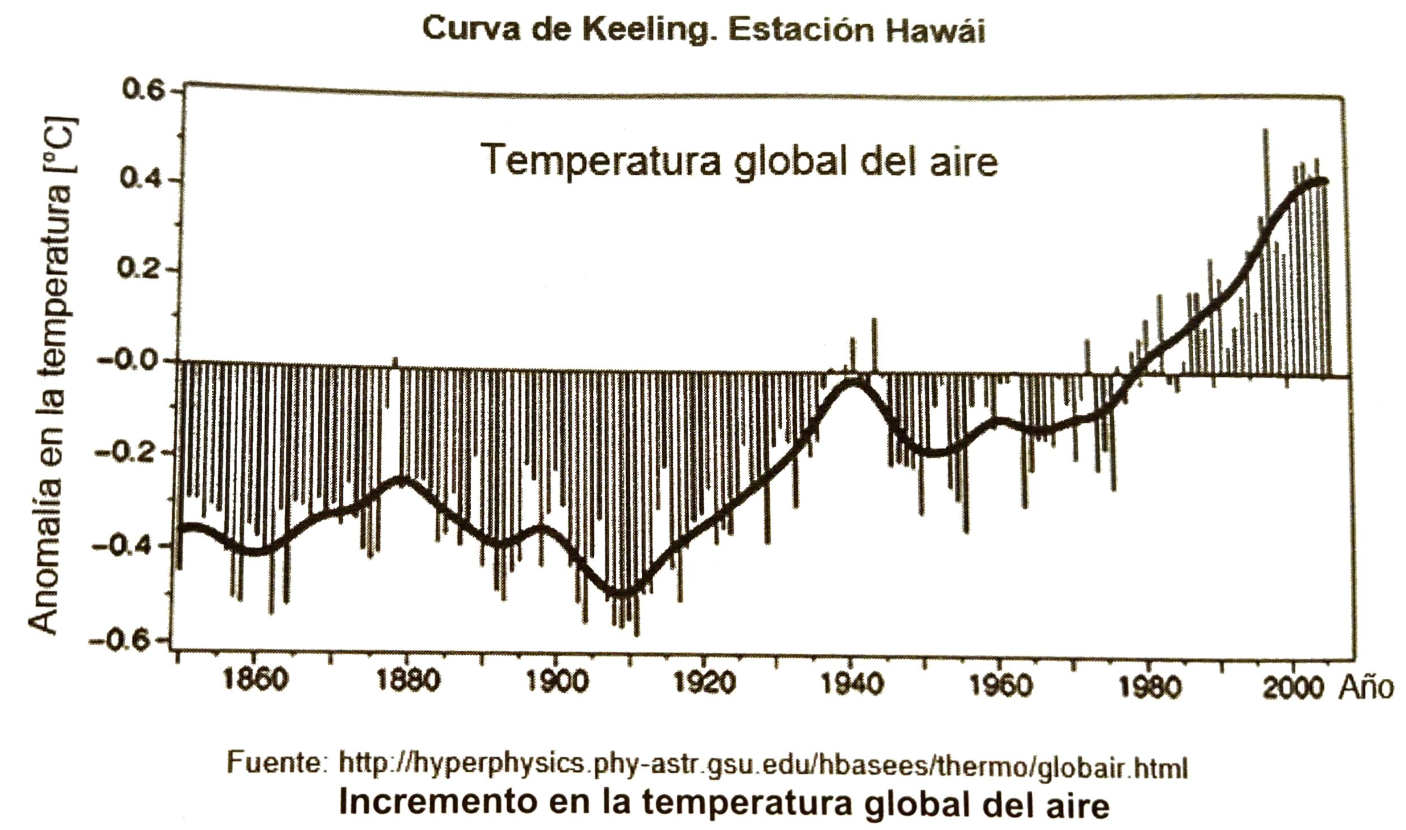 Curva de Keeling. Estación Hawái
Temperatura global del aire
Anomalía en la temperatura [ºC]
0.6
0.4
0.2
−0.0
−0.2
−0.4
−0.6
1860 1880 1900 1920 1940 1960 1980 2000 Año
Fuente: http://hyperphysics.phy-astr.gsu.edu/hbasees/thermo/globair.html
Incremento en la temperatura global del aire